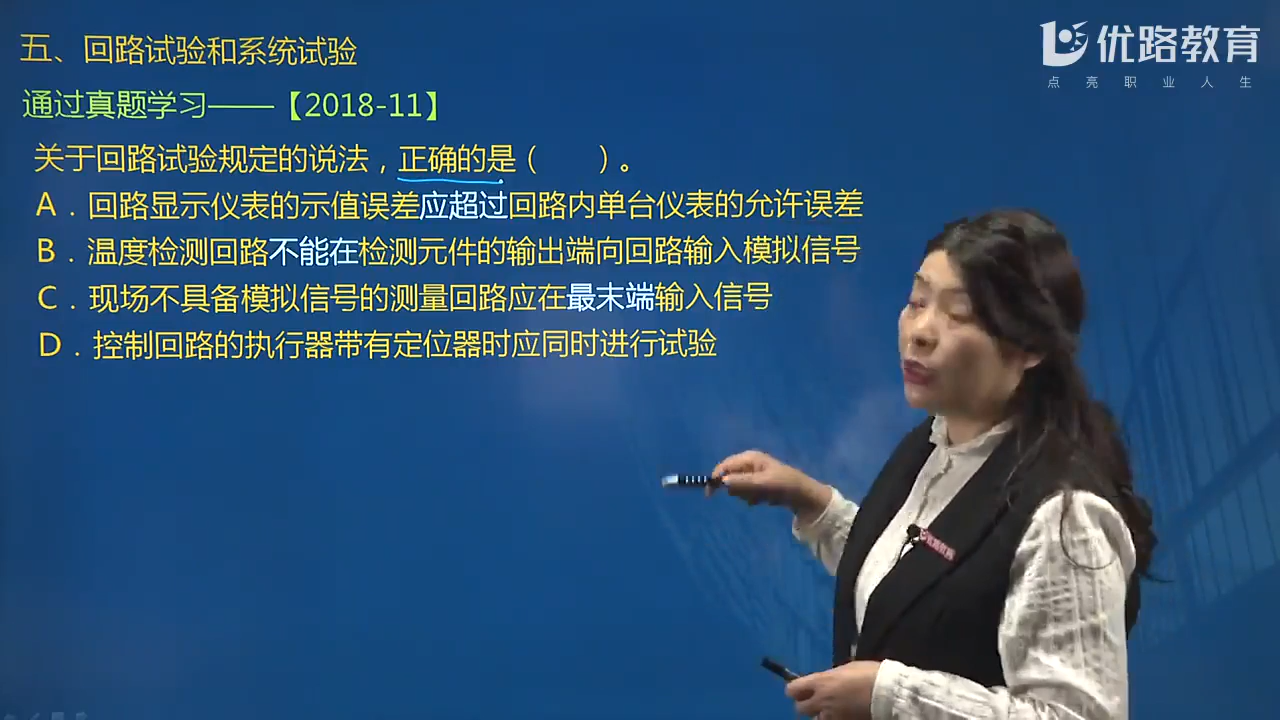 五、回路试验和系统试验
优路教育
点亮职业人生
通过真题学习——【2018-11】
关于回路试验规定的说法，正确的是（ ）。
A．回路显示仪表的示值误差应超过回路内单台仪表的允许误差
B．温度检测回路不能在检测元件的输出端向回路输入模拟信号
C．现场不具备模拟信号的测量回路应在最末端输入信号
D．控制回路的执行器带有定位器时应同时进行试验
优路教育